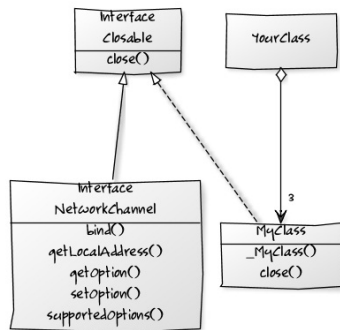 Interface
Closable
close()
YourClass
Interface
NetworkChannel
bind()
getLocalAddress()
getOption()
setOption()
supportedOptions()
3
MyClass
_MyClass()
close()